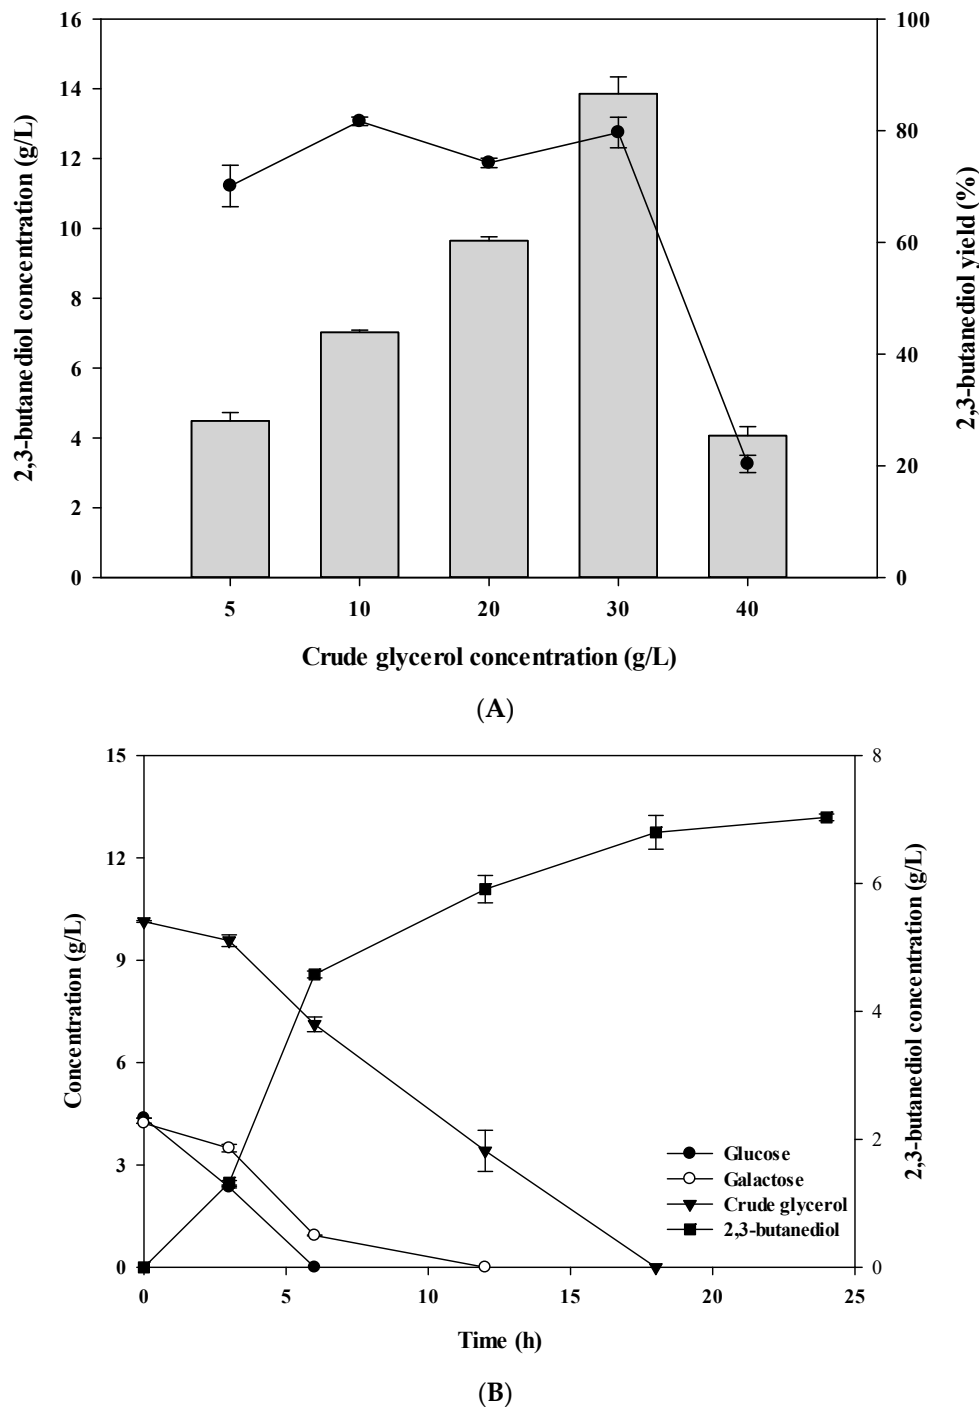 16
14
12
10
8
6
4
2
0
2,3-butanediol concentration (g/L)
100
80
60
40
20
0
2,3-butanediol yield (%)
5 10 20 30 40
Crude glycerol concentration (g/L)
(A)
15
12
9
6
3
0
Concentration (g/L)
8
6
4
2
0
2,3-butanediol concentration (g/L)
Glucose
Galactose
Crude glycerol
2,3-butanediol
0 5 10 15 20 25
Time (h)
(B)